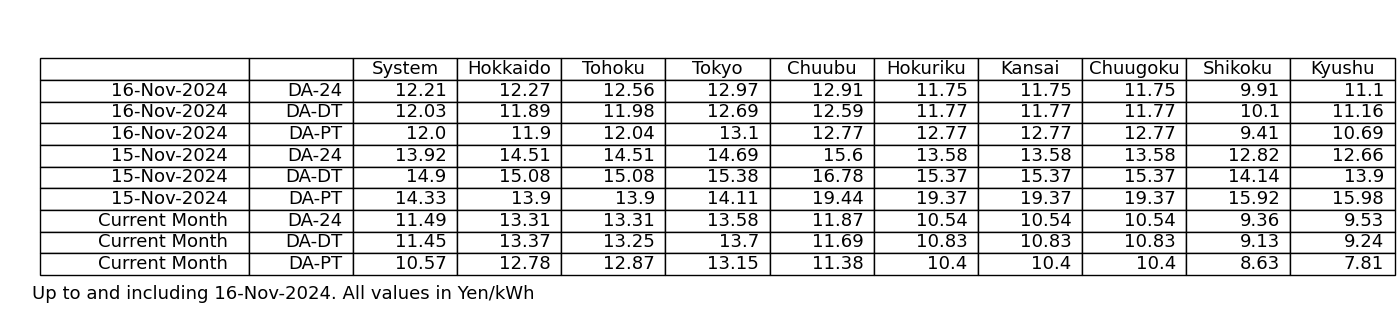 System Hokkaido Tohoku Tokyo Chuubu Hokuriku Kansai Chuugoku Shikoku Kyushu
16-Nov-2024 DA-24 12.21 12.27 12.56 12.97 12.91 11.75 11.75 11.75 9.91 11.1
16-Nov-2024 DA-DT 12.03 11.89 11.98 12.69 12.59 11.77 11.77 11.77 10.1 11.16
16-Nov-2024 DA-PT 12.0 11.9 12.04 13.1 12.77 12.77 12.77 12.77 9.41 10.69
15-Nov-2024 DA-24 13.92 14.51 14.51 14.69 15.6 13.58 13.58 13.58 12.82 12.66
15-Nov-2024 DA-DT 14.9 15.08 15.08 15.38 16.78 15.37 15.37 15.37 14.14 13.9
15-Nov-2024 DA-PT 14.33 13.9 13.9 14.11 19.44 19.37 19.37 19.37 15.92 15.98
Current Month DA-24 11.49 13.31 13.31 13.58 11.87 10.54 10.54 10.54 9.36 9.53
Current Month DA-DT 11.45 13.37 13.25 13.7 11.69 10.83 10.83 10.83 9.13 9.24
Current Month DA-PT 10.57 12.78 12.87 13.15 11.38 10.4 10.4 10.4 8.63 7.81
Up to and including 16-Nov-2024. All values in Yen/kWh